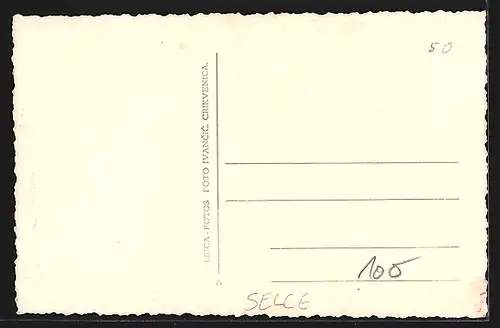 50
LEICA - FOTOS FOTO IVANČIĆ, CRIKVENICA.
100
SELCE